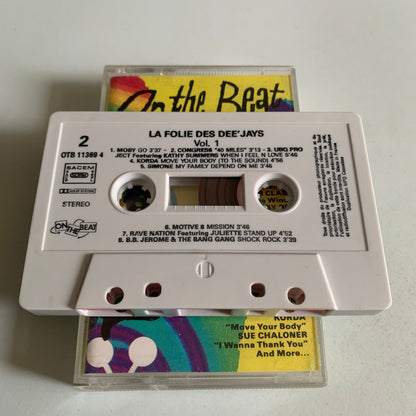 On the Beat
LA FOLIE DES DEE'JAYS
Vol. 1
2
OTB 11369 4
1. MOBY GO 3'37 - 2. CONGRESS "40 MILES" 3'13 - 3. UBQ PRO
JECT Featuring KATHY SUMMERS WHEN I FEEL N LOVE 5'46
4. KORDA MOVE YOUR BODY (TO THE SOUND) 4'56
5. SIMONE MY FAMILY DEPEND ON ME 3'46
SACEM
DOLBY SYSTEM
STEREO
ON THE BEAT
6. MOTIVE 8 MISSION 3'46
7. RAVE NATION Featuring JULIETTE STAND UP 4'52
8. B.B. JEROME & THE BANG GANG SHOCK ROCK 3'39
KORDA
"Move Your Body"
SUE CHALONER
"I Wanna Thank You"
And More...